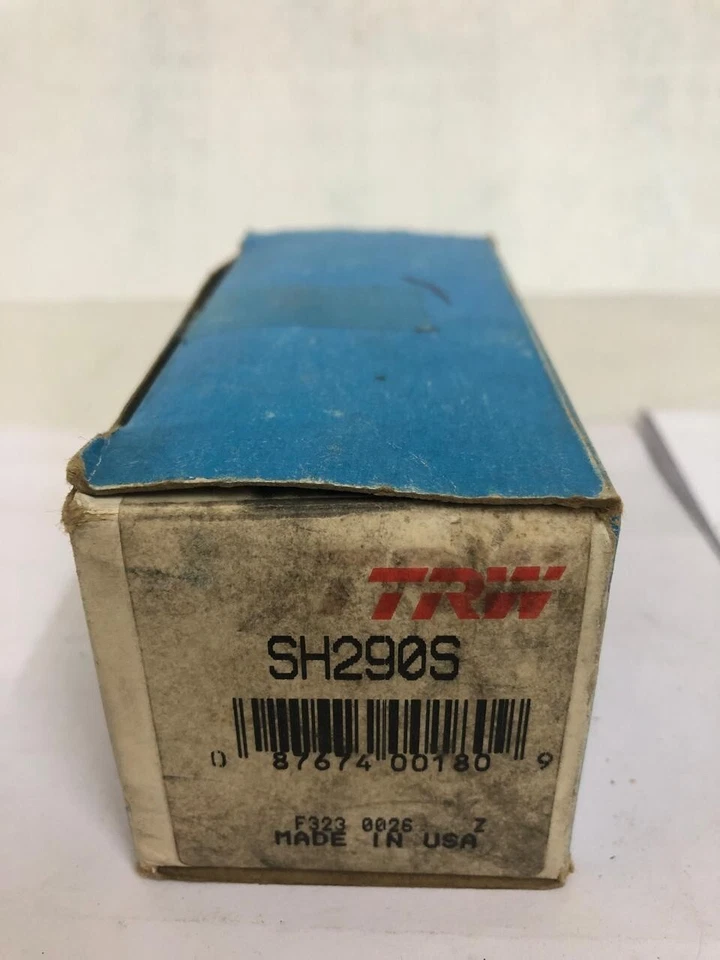 TRW
SH290S
0 87674 00180 9
F323 0026 Z
MADE IN USA